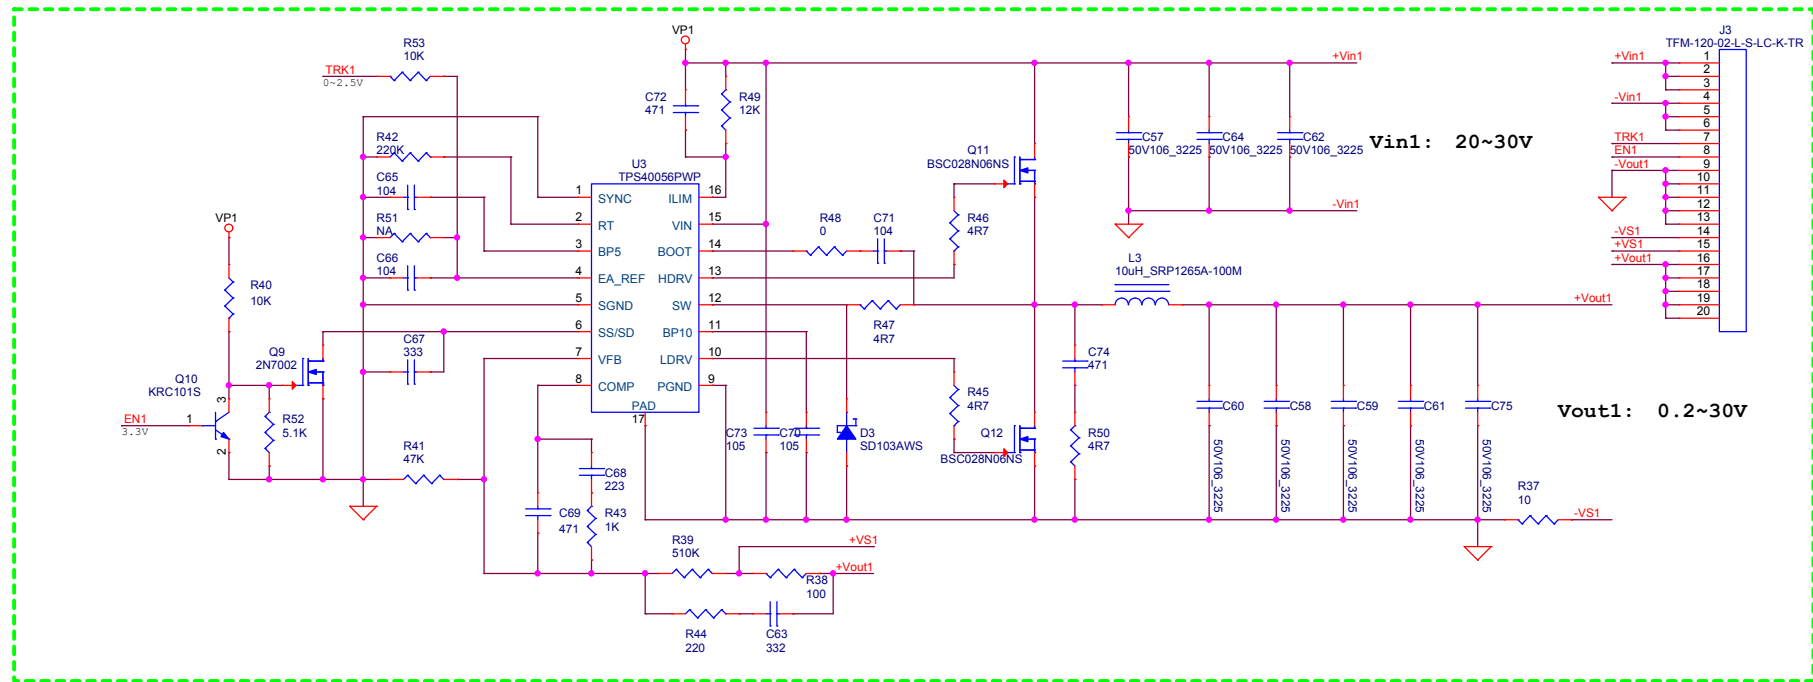 J3
TFM-120-02-L-S-LC-K-TR
VP1
R53
10K
TRK1
0~2.5V
+Vin1
C72
471
R49
12K
R42
220K
C57
50V106_3225
C64
50V106_3225
C62
50V106_3225
Vin1: 20~30V
Q11
BSC028N06NS
U3
TPS40056PWP
C65
104
R51
NA
C66
104
VP1
R40
10K
1 SYNC
2 RT
3 BP5
4 EA_REF
5 SGND
6 SS/SD
7 VFB
8 COMP
PAD
17
ILIM 16
VIN 15
BOOT 14
HDRV 13
SW 12
BP10 11
LDRV 10
PGND 9
R48
0
C71
104
R46
4R7
-Vin1
L3
10uH_SRP1265A-100M
+Vout1
R47
4R7
C67
333
Q9
2N7002
Q10
KRC101S
3
EN1
3.3V
1
2
R52
5.1K
R41
47K
C74
471
R45
4R7
Q12
BSC028N06NS
R50
4R7
C73
105
C70
105
D3
SD103AWS
C60
50V106_3225
C58
50V106_3225
C59
50V106_3225
C61
50V106_3225
C75
50V106_3225
Vout1: 0.2~30V
R37
10
-VS1
C68
223
C69
471
R43
1K
R39
510K
+VS1
+Vout1
R38
100
R44
220
C63
332
+Vin1 1
2
3
-Vin1 4
5
6
TRK1 7
EN1 8
-Vout1 9
10
11
12
13
-VS1 14
+VS1 15
+Vout1 16
17
18
19
20